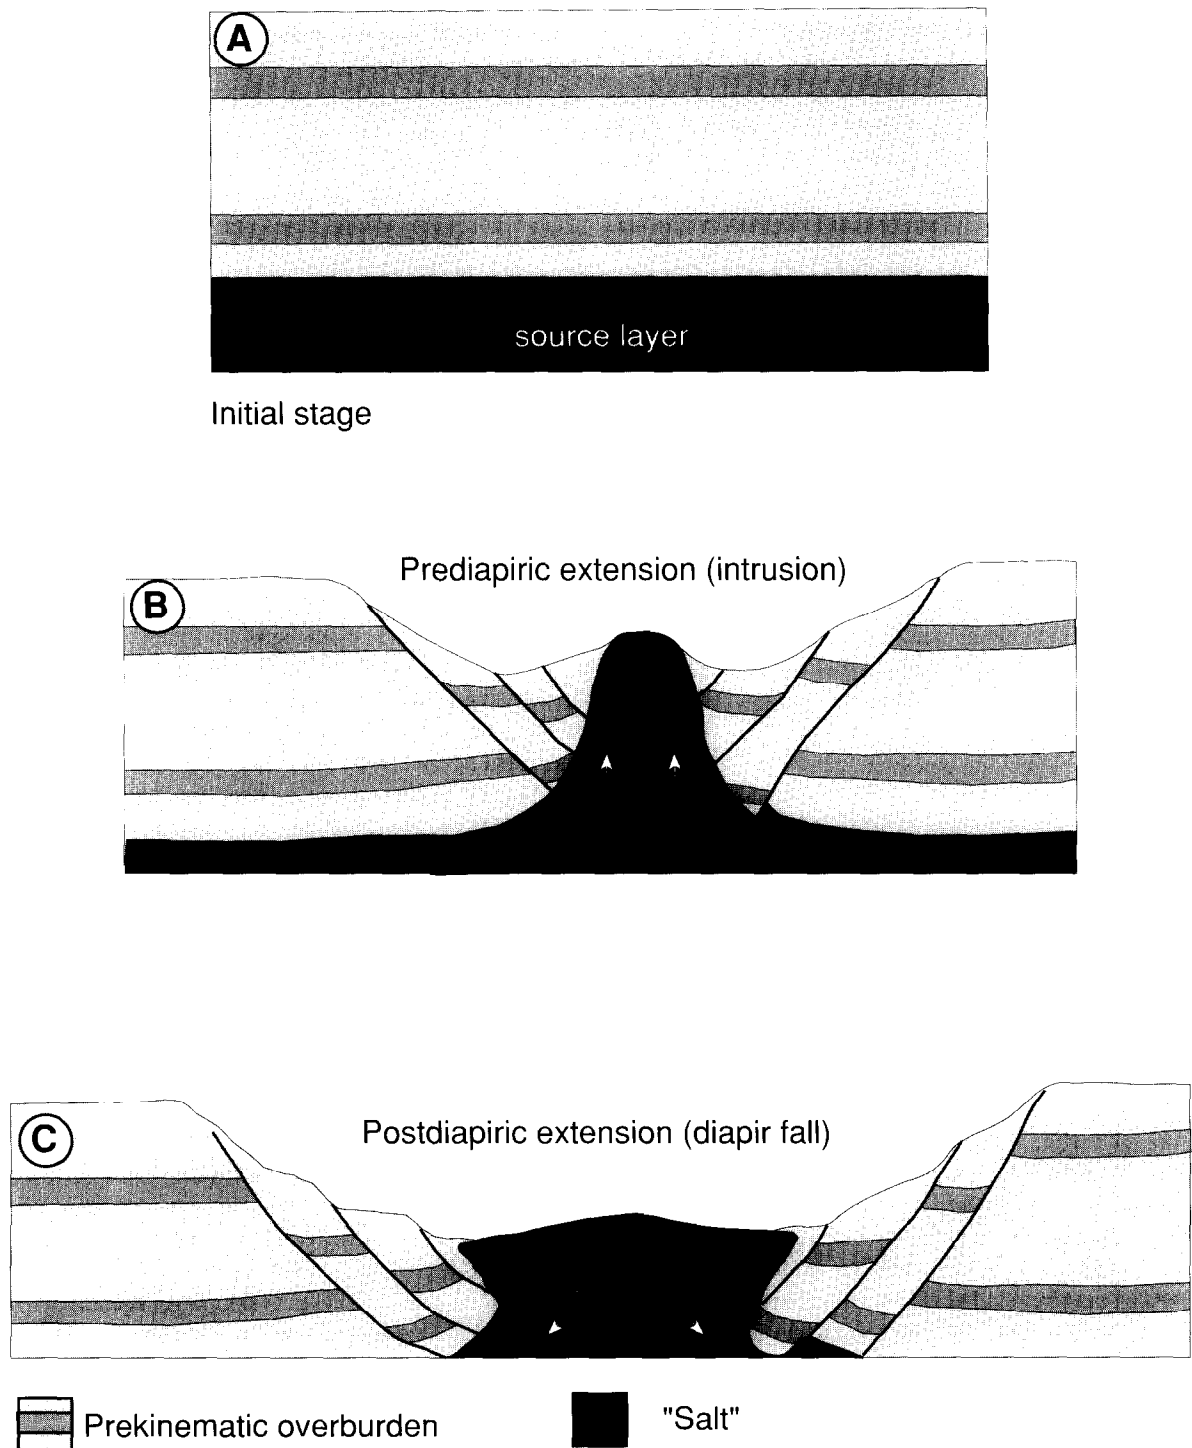 A
source layer
Initial stage
Prediapiric extension (intrusion)
B
Postdiapiric extension (diapir fall)
C
Prekinematic overburden
"Salt"